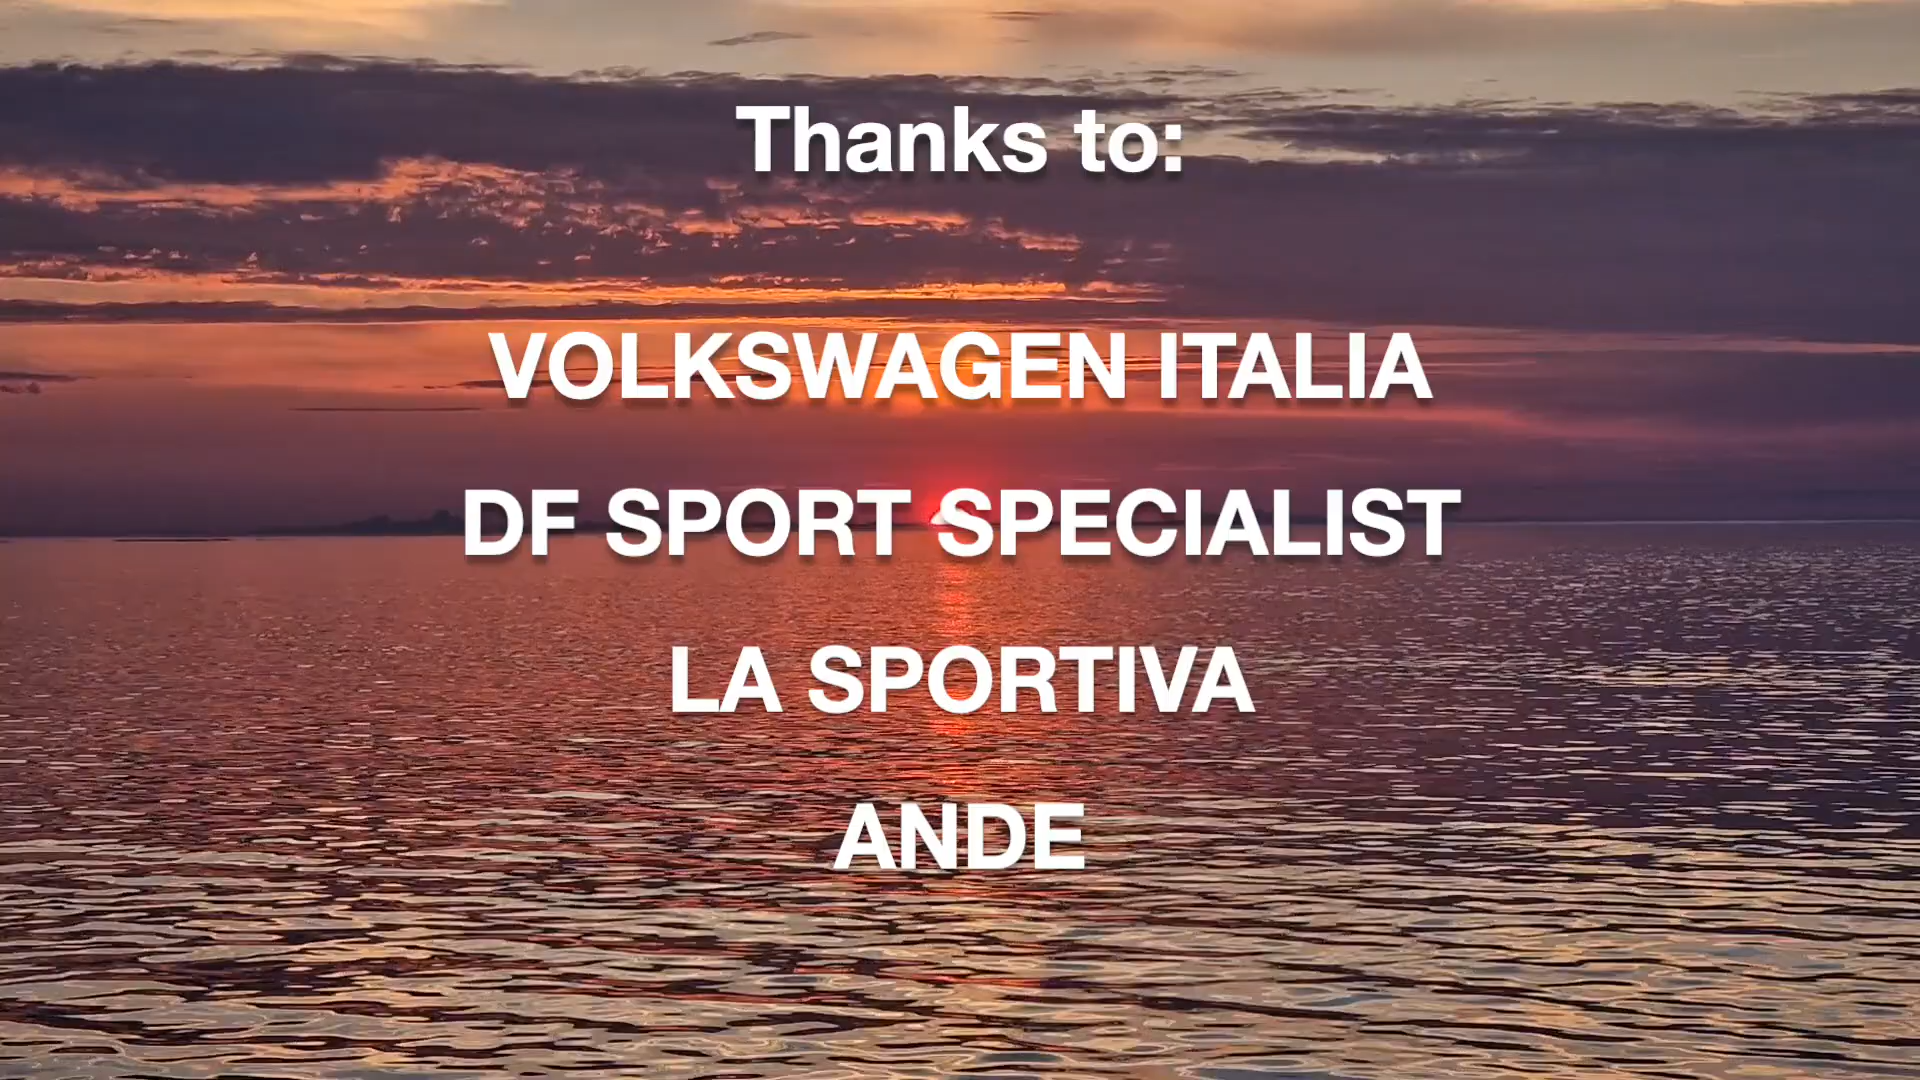 Thanks to:
VOLKSWAGEN ITALIA
DF SPORT SPECIALIST
LA SPORTIVA
ANDE